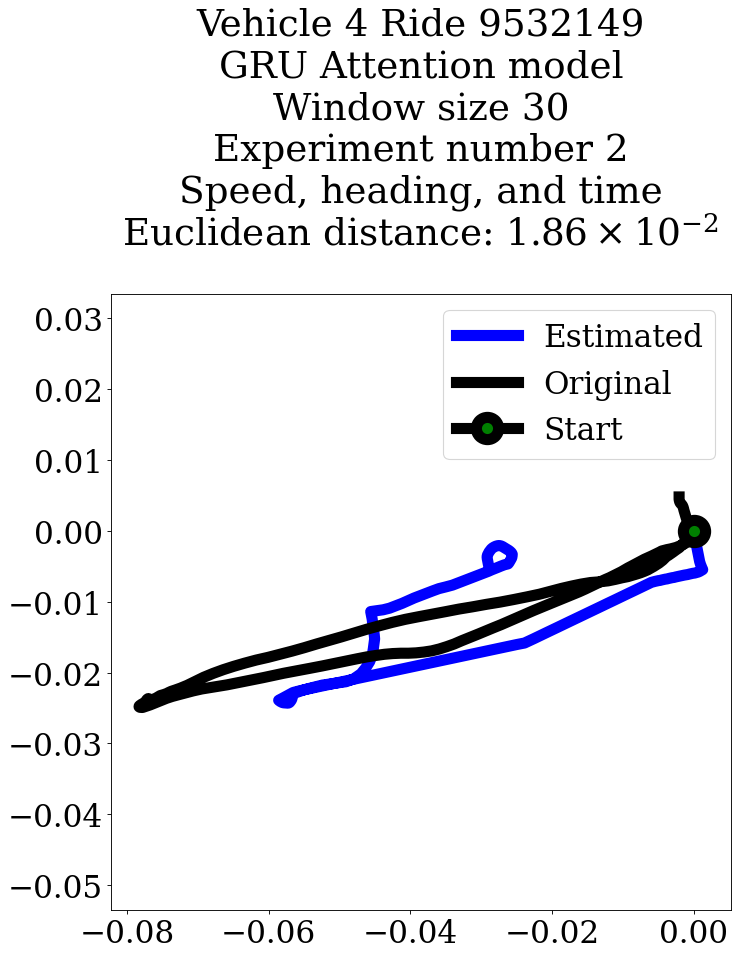 Vehicle 4 Ride 9532149
GRU Attention model
Window size 30
Experiment number 2
Speed, heading, and time
Euclidean distance: 1.86 × 10⁻²
Estimated
Original
Start
0.03
0.02
0.01
0.00
−0.01
−0.02
−0.03
−0.04
−0.05
−0.08 −0.06 −0.04 −0.02 0.00